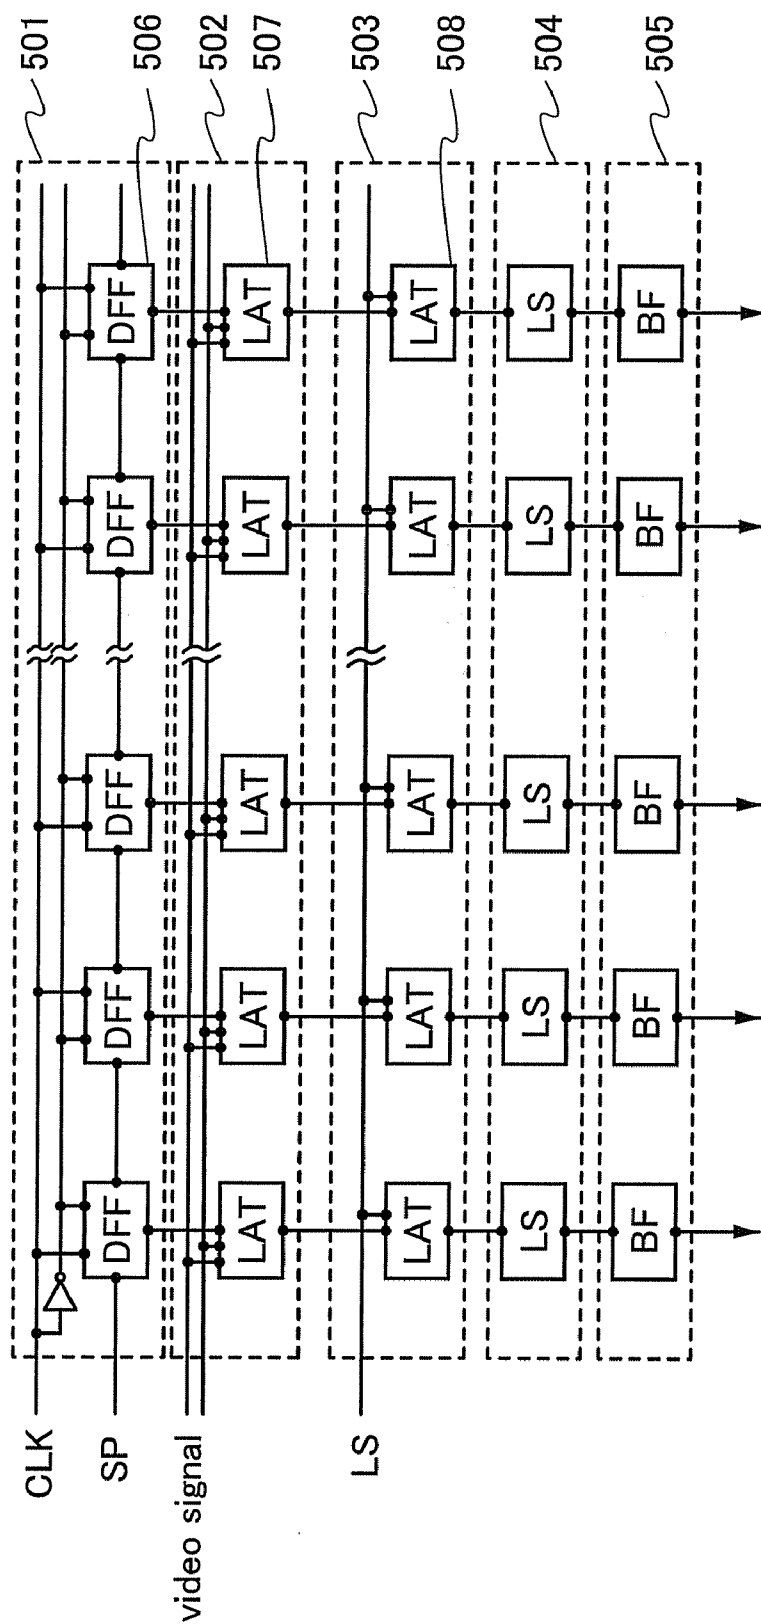 501
506
502
507
503
508
504
505
CLK
SP
video signal
LS
DFF DFF DFF DFF DFF
LAT LAT LAT LAT LAT
LAT LAT LAT LAT LAT
LS LS LS LS LS
BF BF BF BF BF